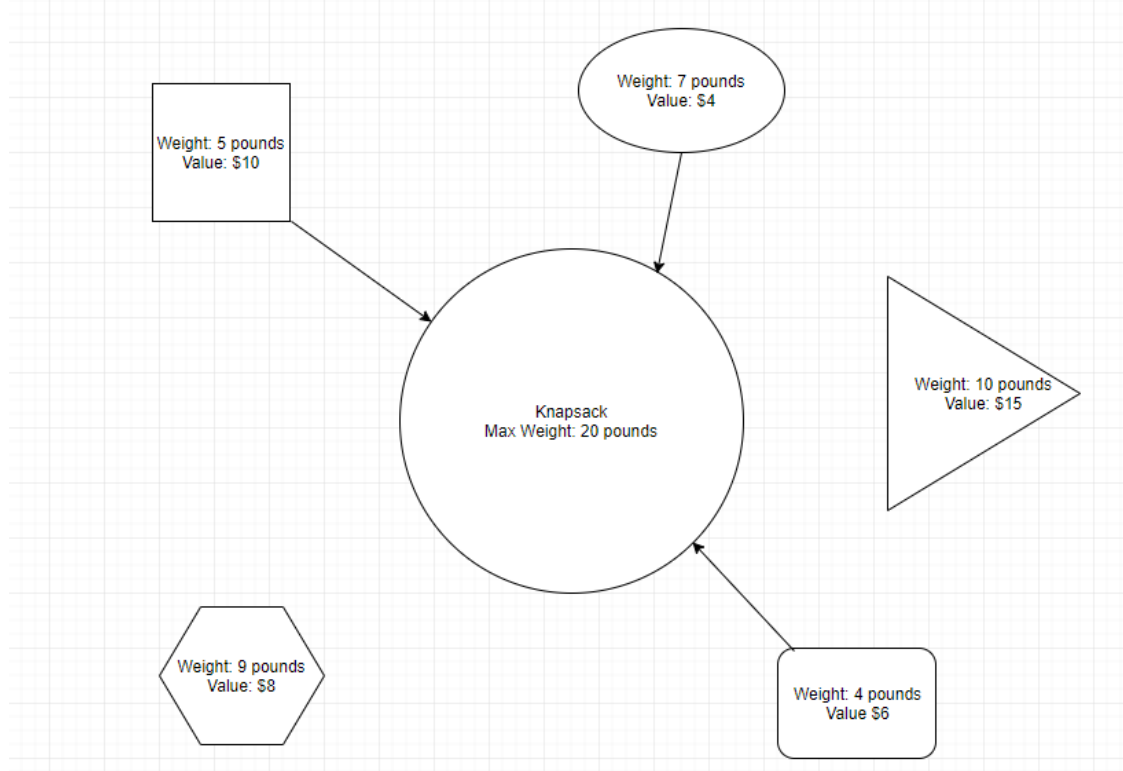 Weight: 7 pounds
Value: $4
Weight: 5 pounds
Value: $10
Weight: 10 pounds
Value: $15
Knapsack
Max Weight: 20 pounds
Weight: 9 pounds
Value: $8
Weight: 4 pounds
Value $6